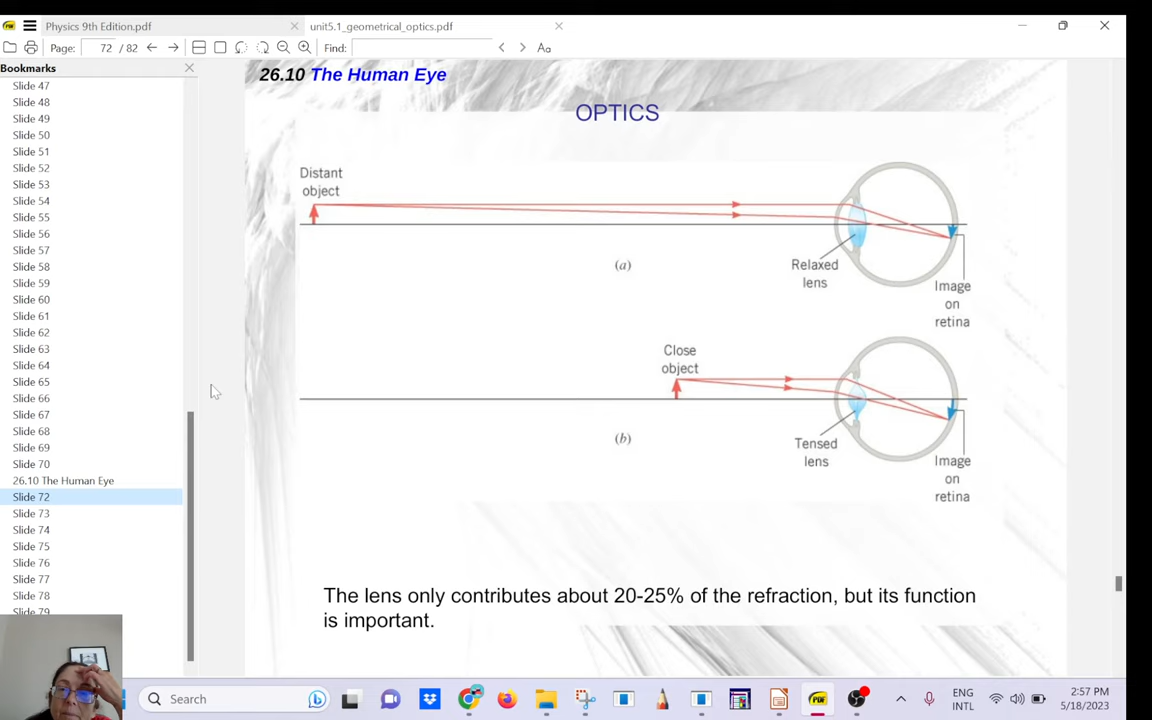 Physics 9th Edition.pdf
unit5.1_geometrical_optics.pdf
Page: 72 / 82
Find:
Aa
Bookmarks
Slide 47
Slide 48
Slide 49
Slide 50
Slide 51
Slide 52
Slide 53
Slide 54
Slide 55
Slide 56
Slide 57
Slide 58
Slide 59
Slide 60
Slide 61
Slide 62
Slide 63
Slide 64
Slide 65
Slide 66
Slide 67
Slide 68
Slide 69
Slide 70
26.10 The Human Eye
Slide 72
Slide 73
Slide 74
Slide 75
Slide 76
Slide 77
Slide 78
Slide 79
26.10 The Human Eye
OPTICS
Distant
object
(a)
Relaxed
lens
Image
on
retina
Close
object
(b)
Tensed
lens
Image
on
retina
The lens only contributes about 20-25% of the refraction, but its function
is important.
Search
PDF
ENG
INTL
2:57 PM
5/18/2023